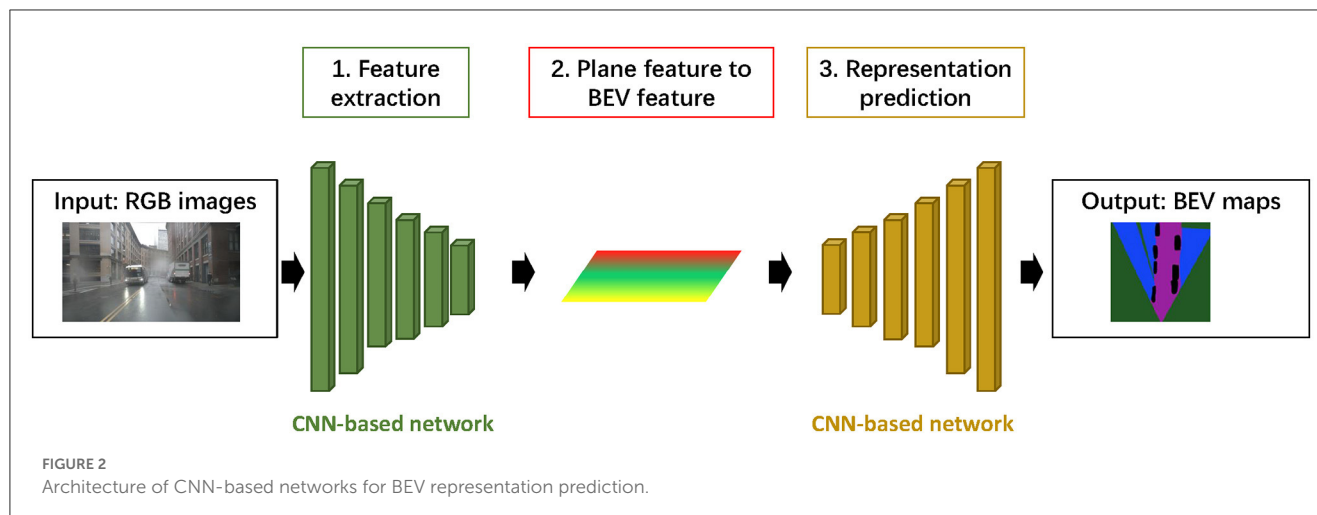 1. Feature
extraction
2. Plane feature to
BEV feature
3. Representation
prediction
Input: RGB images
Output: BEV maps
CNN-based network
CNN-based network
FIGURE 2
Architecture of CNN-based networks for BEV representation prediction.